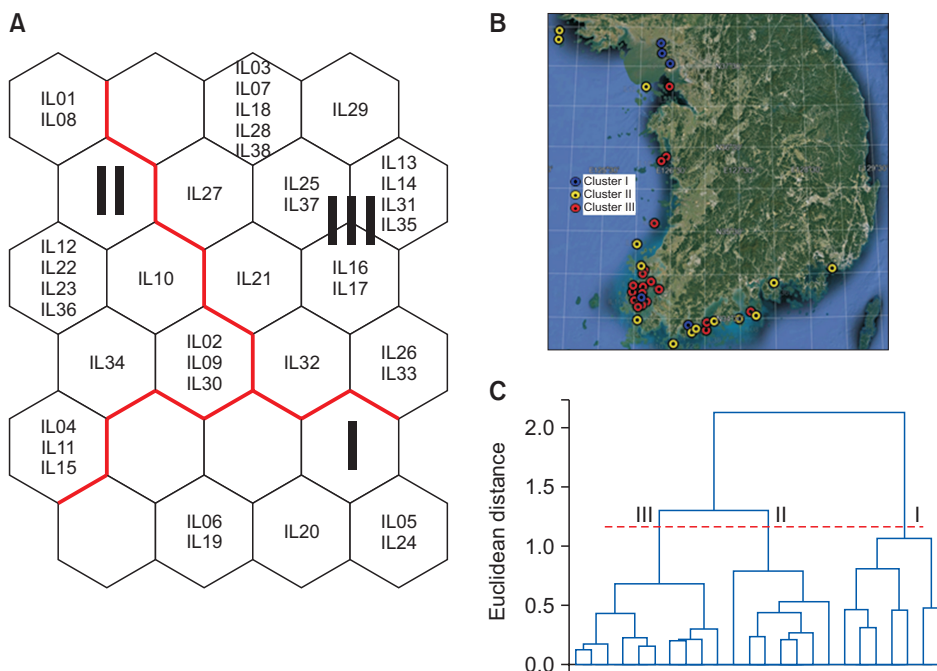 A
IL01
IL08
IL03
IL07
IL18
IL28
IL38
IL29
II
IL27
IL25
IL37
IL13
IL14
IL31
IL35
III
IL12
IL22
IL23
IL36
IL10
IL21
IL16
IL17
IL34
IL02
IL09
IL30
IL32
IL26
IL33
IL04
IL11
IL15
I
IL06
IL19
IL20
IL05
IL24
B
Cluster I
Cluster II
Cluster III
C
Euclidean distance
2.0
1.5
1.0
0.5
0.0
III
II
I